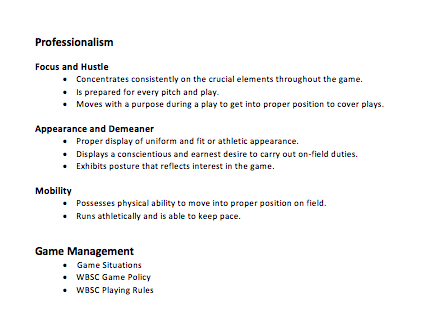 Professionalism
Focus and Hustle
• Concentrates consistently on the crucial elements throughout the game.
• Is prepared for every pitch and play.
• Moves with a purpose during a play to get into proper position to cover plays.
Appearance and Demeaner
• Proper display of uniform and fit or athletic appearance.
• Displays a conscientious and earnest desire to carry out on-field duties.
• Exhibits posture that reflects interest in the game.
Mobility
• Possesses physical ability to move into proper position on field.
• Runs athletically and is able to keep pace.
Game Management
• Game Situations
• WBSC Game Policy
• WBSC Playing Rules